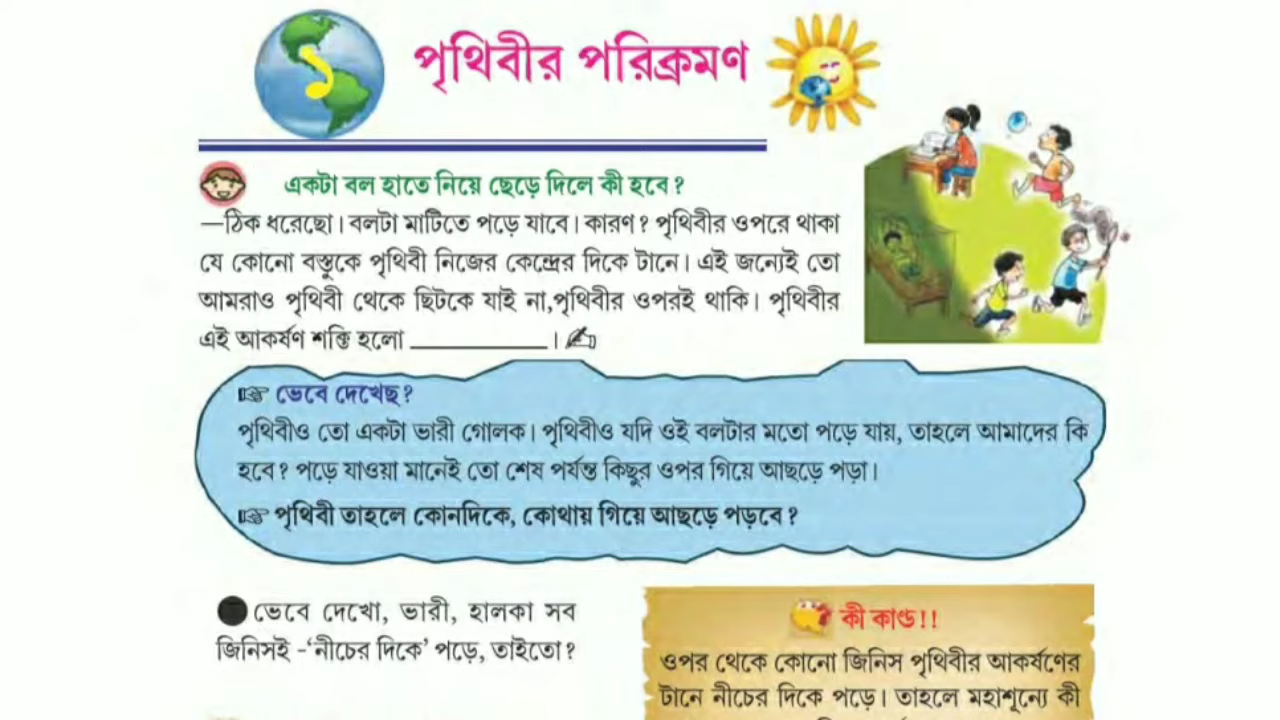 ১
পৃথিবীর পরিক্রমণ
একটা বল হাতে নিয়ে ছেড়ে দিলে কী হবে?
—ঠিক ধরেছো। বলটা মাটিতে পড়ে যাবে। কারণ? পৃথিবীর ওপরে থাকা
যে কোনো বস্তুকে পৃথিবী নিজের কেন্দ্রের দিকে টানে। এই জন্যেই তো
আমরাও পৃথিবী থেকে ছিটকে যাই না,পৃথিবীর ওপরই থাকি। পৃথিবীর
এই আকর্ষণ শক্তি হলো ____________ ।
ভেবে দেখেছ?
পৃথিবীও তো একটা ভারী গোলক। পৃথিবীও যদি ওই বলটার মতো পড়ে যায়, তাহলে আমাদের কি
হবে? পড়ে যাওয়া মানেই তো শেষ পর্যন্ত কিছুর ওপর গিয়ে আছড়ে পড়া।
পৃথিবী তাহলে কোনদিকে, কোথায় গিয়ে আছড়ে পড়বে?
ভেবে দেখো, ভারী, হালকা সব
জিনিসই -‘নীচের দিকে’ পড়ে, তাইতো?
কী কাণ্ড!!
ওপর থেকে কোনো জিনিস পৃথিবীর আকর্ষণের
টানে নীচের দিকে পড়ে। তাহলে মহাশূন্যে কী